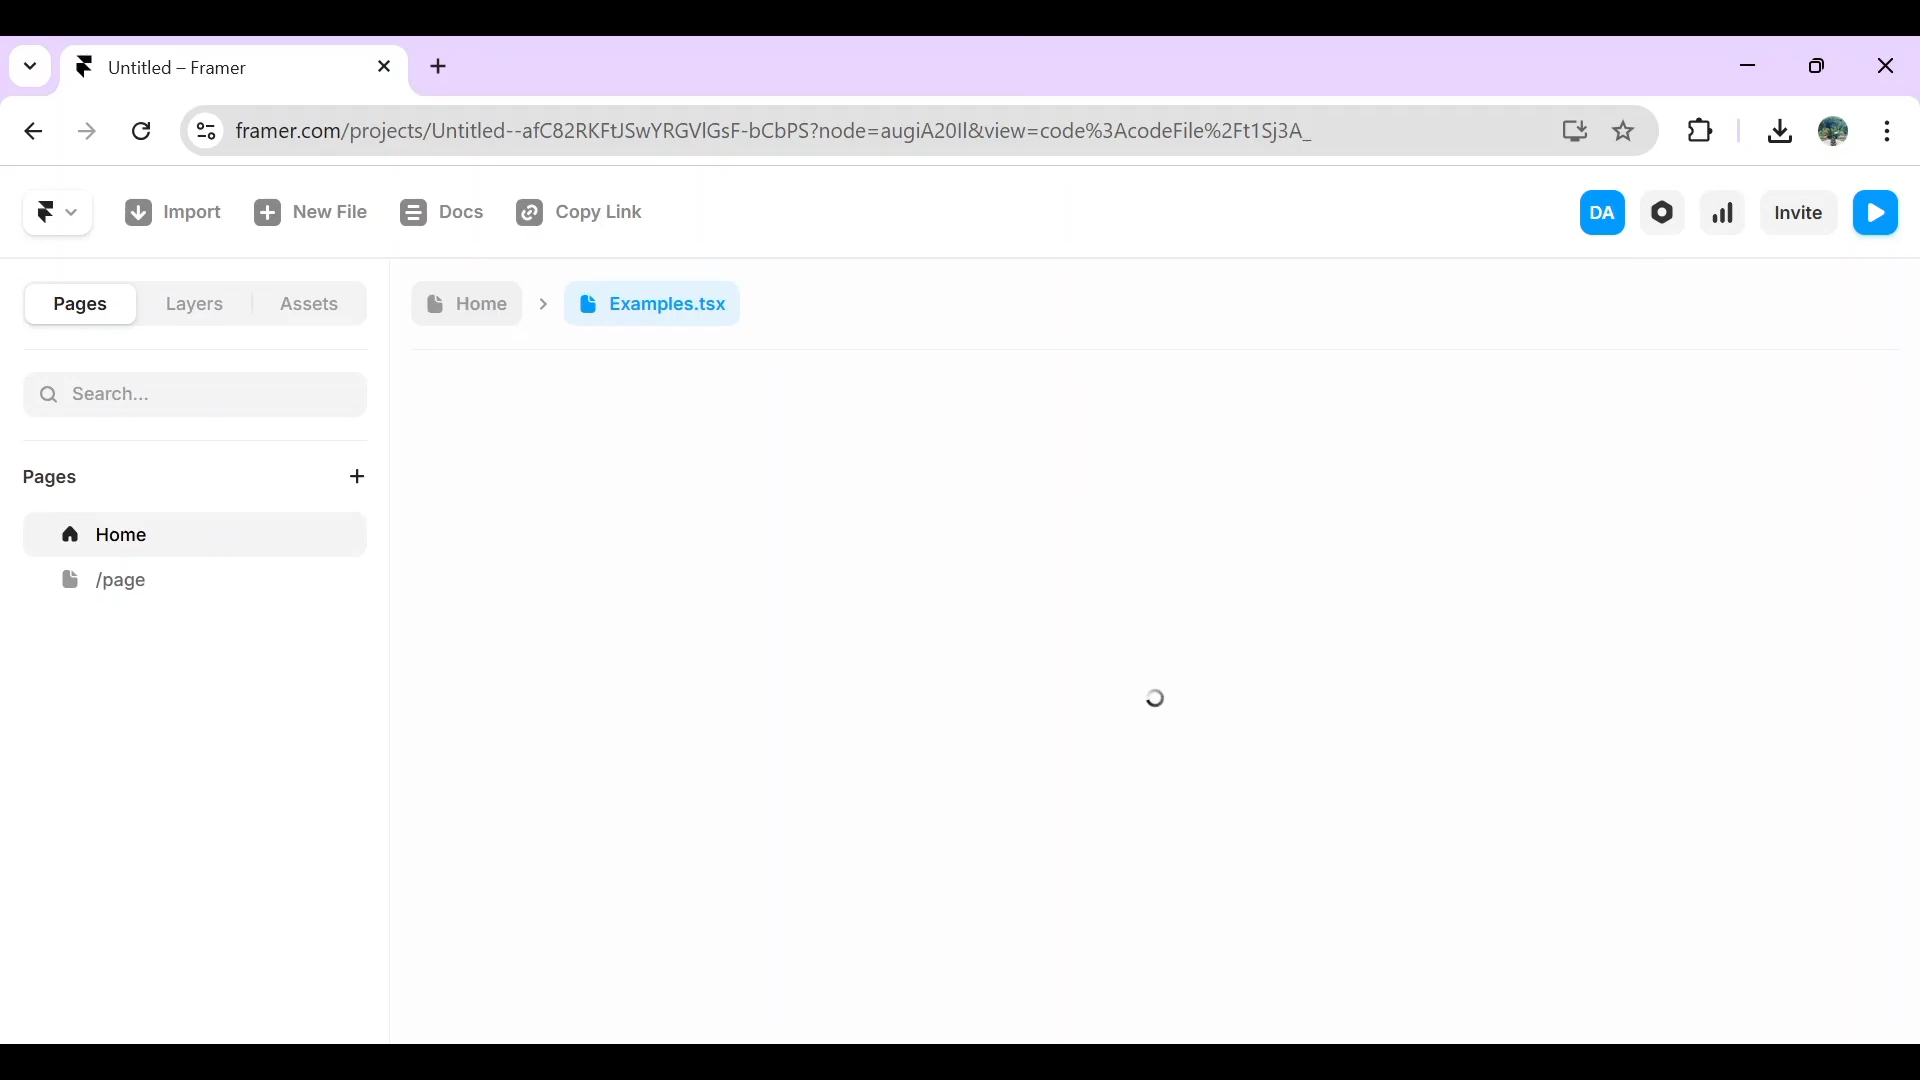 Untitled – Framer
framer.com/projects/Untitled--afC82RKFtJSwYRGVlGsF-bCbPS?node=augiA20Il&view=code%3AcodeFile%2Ft1Sj3A_
Import
New File
Docs
Copy Link
DA
Invite
Pages
Layers
Assets
Home
Examples.tsx
Search...
Pages
Home
/page